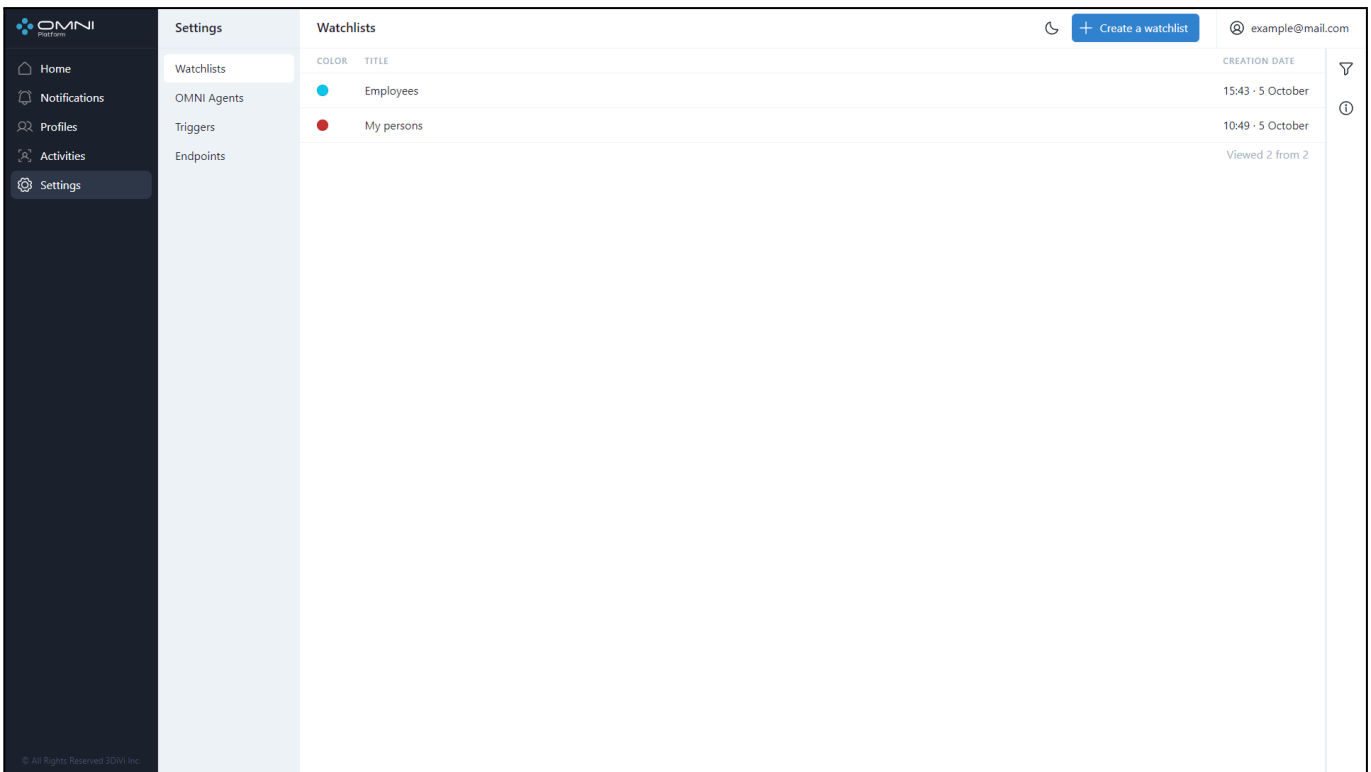 OMNI
Platform
Home
Notifications
Profiles
Activities
Settings
© All Rights Reserved 3DiVi Inc.
Settings
Watchlists
OMNI Agents
Triggers
Endpoints
Watchlists
Create a watchlist
example@mail.com
COLOR TITLE CREATION DATE
Employees 15:43 · 5 October
My persons 10:49 · 5 October
Viewed 2 from 2